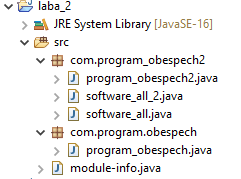 laba_2
JRE System Library [JavaSE-16]
src
com.program_obespech2
program_obespech2.java
software_all_2.java
software_all.java
com.program.obespech
program_obespech.java
module-info.java